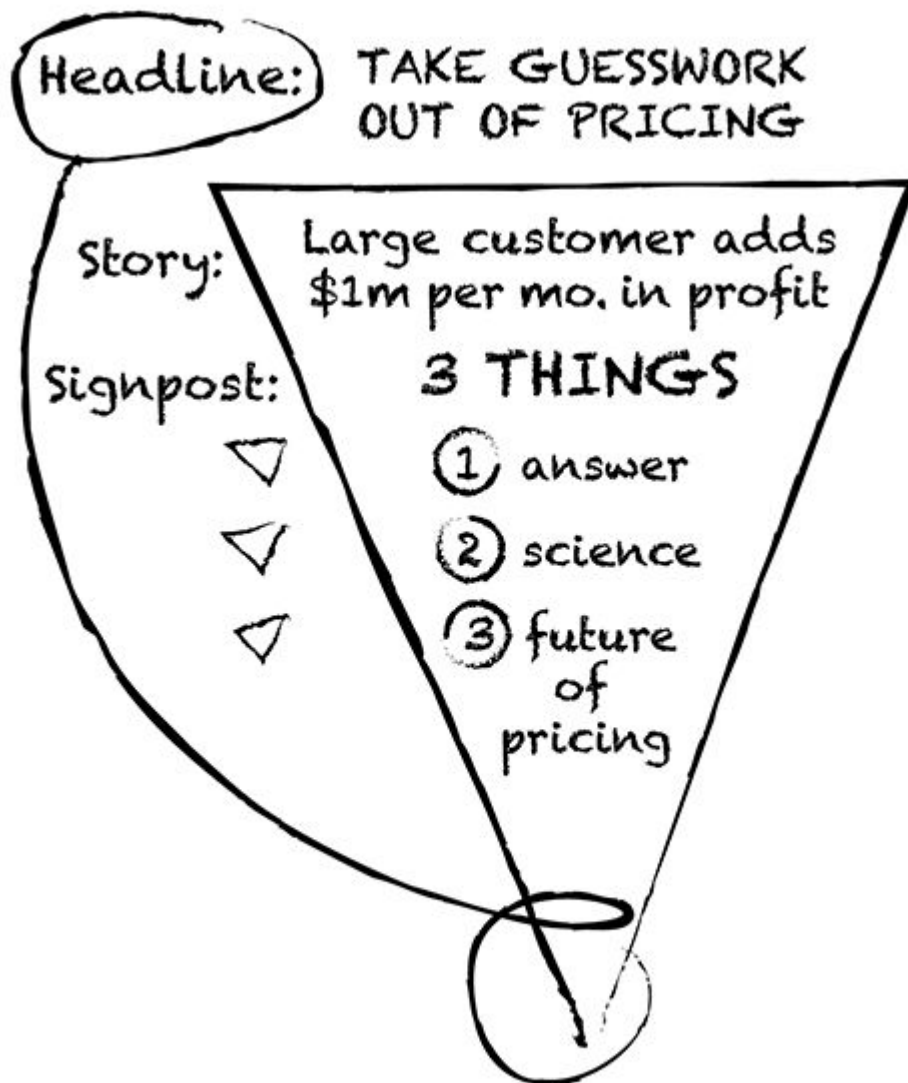 Headline: TAKE GUESSWORK
OUT OF PRICING
Story: Large customer adds
$1m per mo. in profit
Signpost: 3 THINGS
1 answer
2 science
3 future
of
pricing